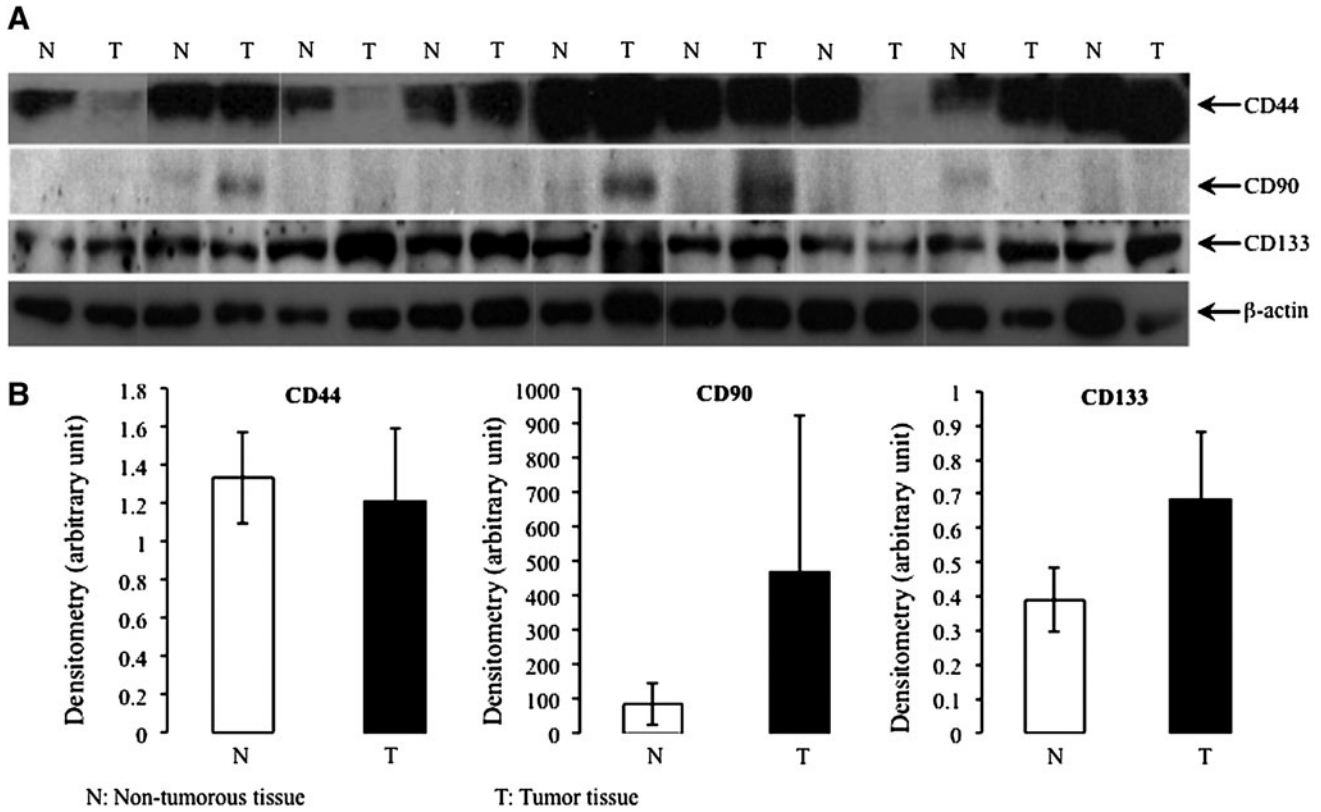 A
N T N T N T N T N T N T N T N T N T
CD44
CD90
CD133
β-actin
B
CD44
Densitometry (arbitrary unit)
1.8
1.6
1.4
1.2
1
0.8
0.6
0.4
0.2
0
N T
CD90
Densitometry (arbitrary unit)
1000
900
800
700
600
500
400
300
200
100
0
N T
CD133
Densitometry (arbitrary unit)
1
0.9
0.8
0.7
0.6
0.5
0.4
0.3
0.2
0.1
0
N T
N: Non-tumorous tissue
T: Tumor tissue